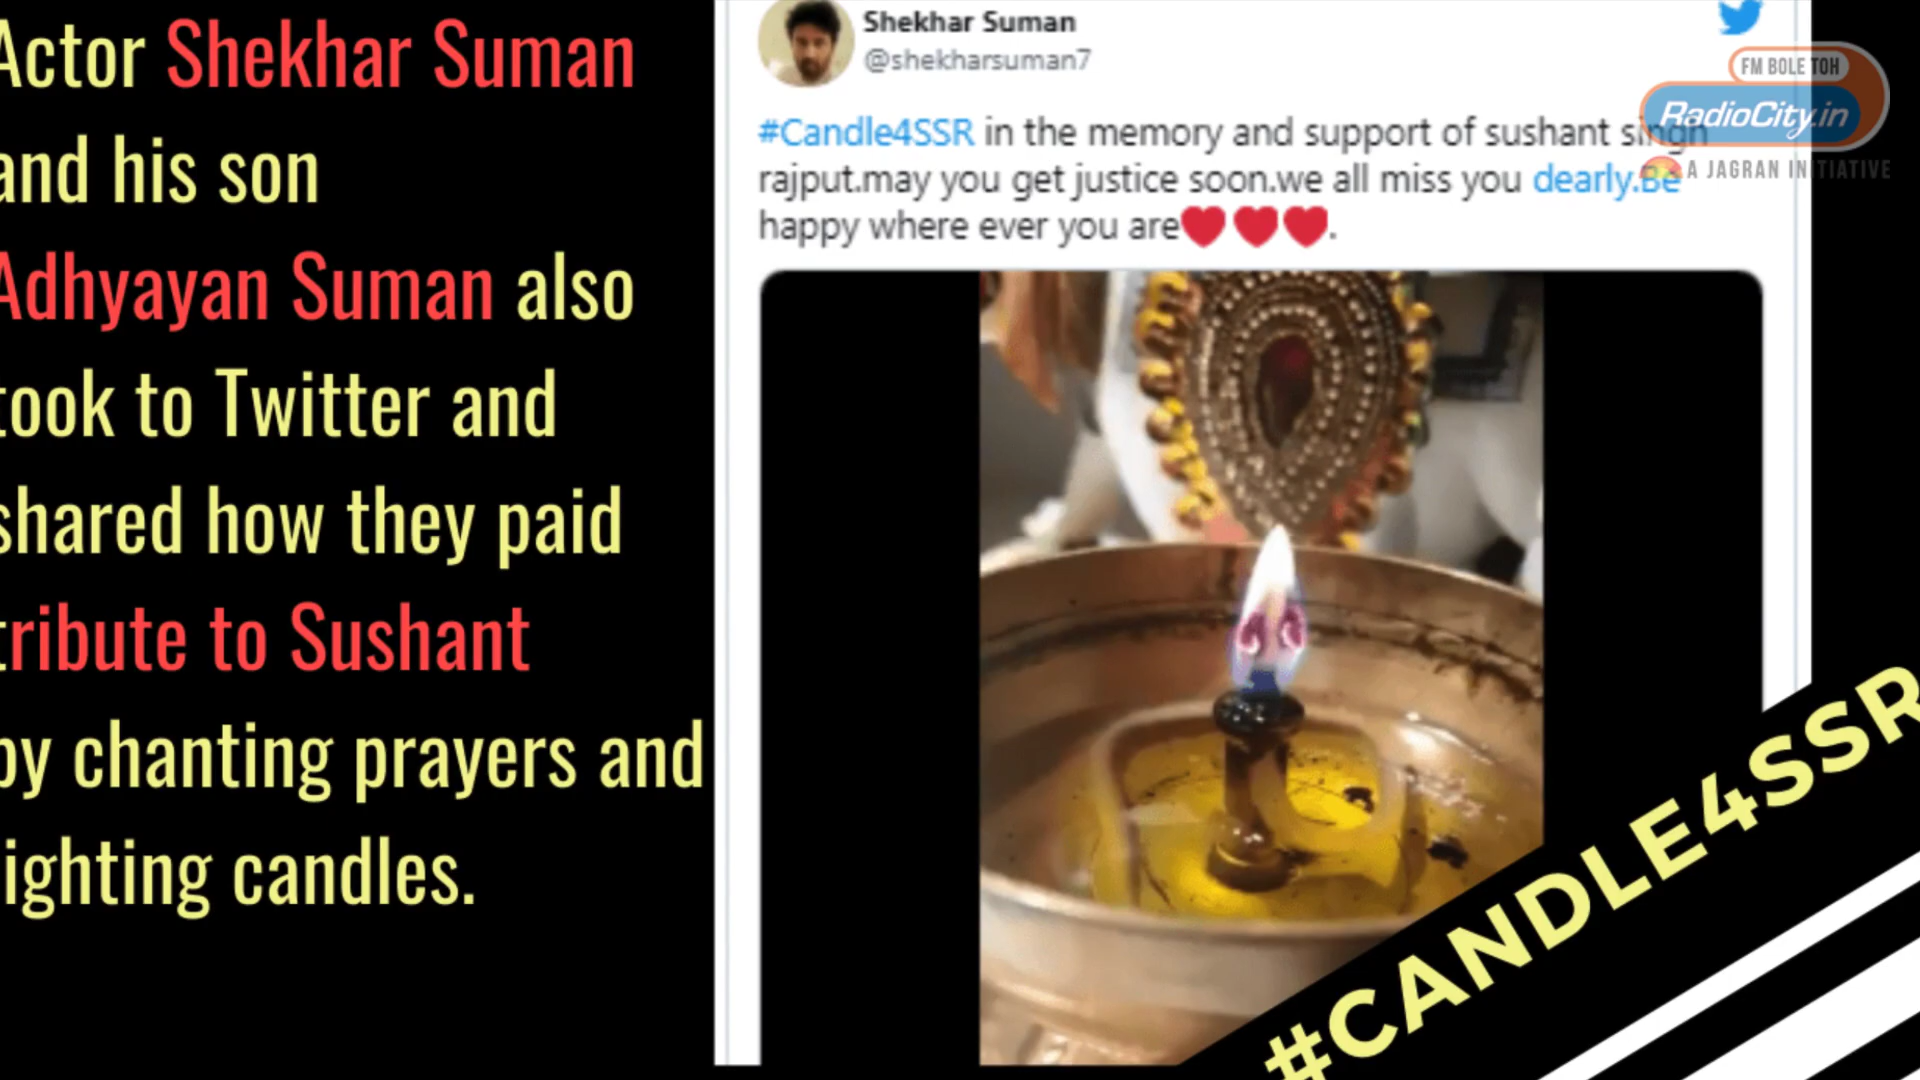 Actor Shekhar Suman
and his son
Adhyayan Suman also
took to Twitter and
shared how they paid
tribute to Sushant
by chanting prayers and
lighting candles.
Shekhar Suman
@shekharsuman7
#Candle4SSR in the memory and support of sushant singh
rajput.may you get justice soon.we all miss you dearly.Be
happy where ever you are❤❤❤.
FM BOLE TOH
RadioCity.in
A JAGRAN INITIATIVE
#CANDLE4SSR